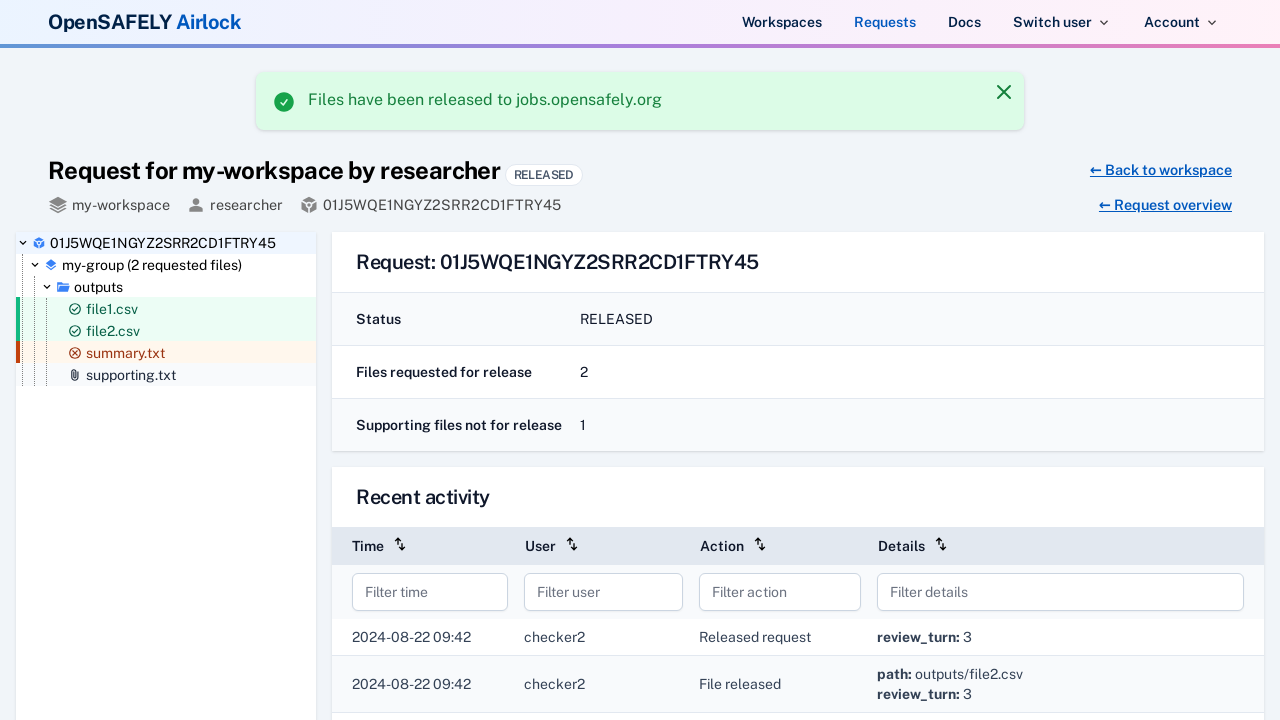 OpenSAFELY Airlock
Workspaces Requests Docs Switch user Account
Files have been released to jobs.opensafely.org
Request for my-workspace by researcher RELEASED
← Back to workspace
my-workspace researcher 01J5WQE1NGYZ2SRR2CD1FTRY45
← Request overview
01J5WQE1NGYZ2SRR2CD1FTRY45
my-group (2 requested files)
outputs
file1.csv
file2.csv
summary.txt
supporting.txt
Request: 01J5WQE1NGYZ2SRR2CD1FTRY45
Status RELEASED
Files requested for release 2
Supporting files not for release 1
Recent activity
Time User Action Details
Filter time Filter user Filter action Filter details
2024-08-22 09:42 checker2 Released request review_turn: 3
2024-08-22 09:42 checker2 File released path: outputs/file2.csv
review_turn: 3